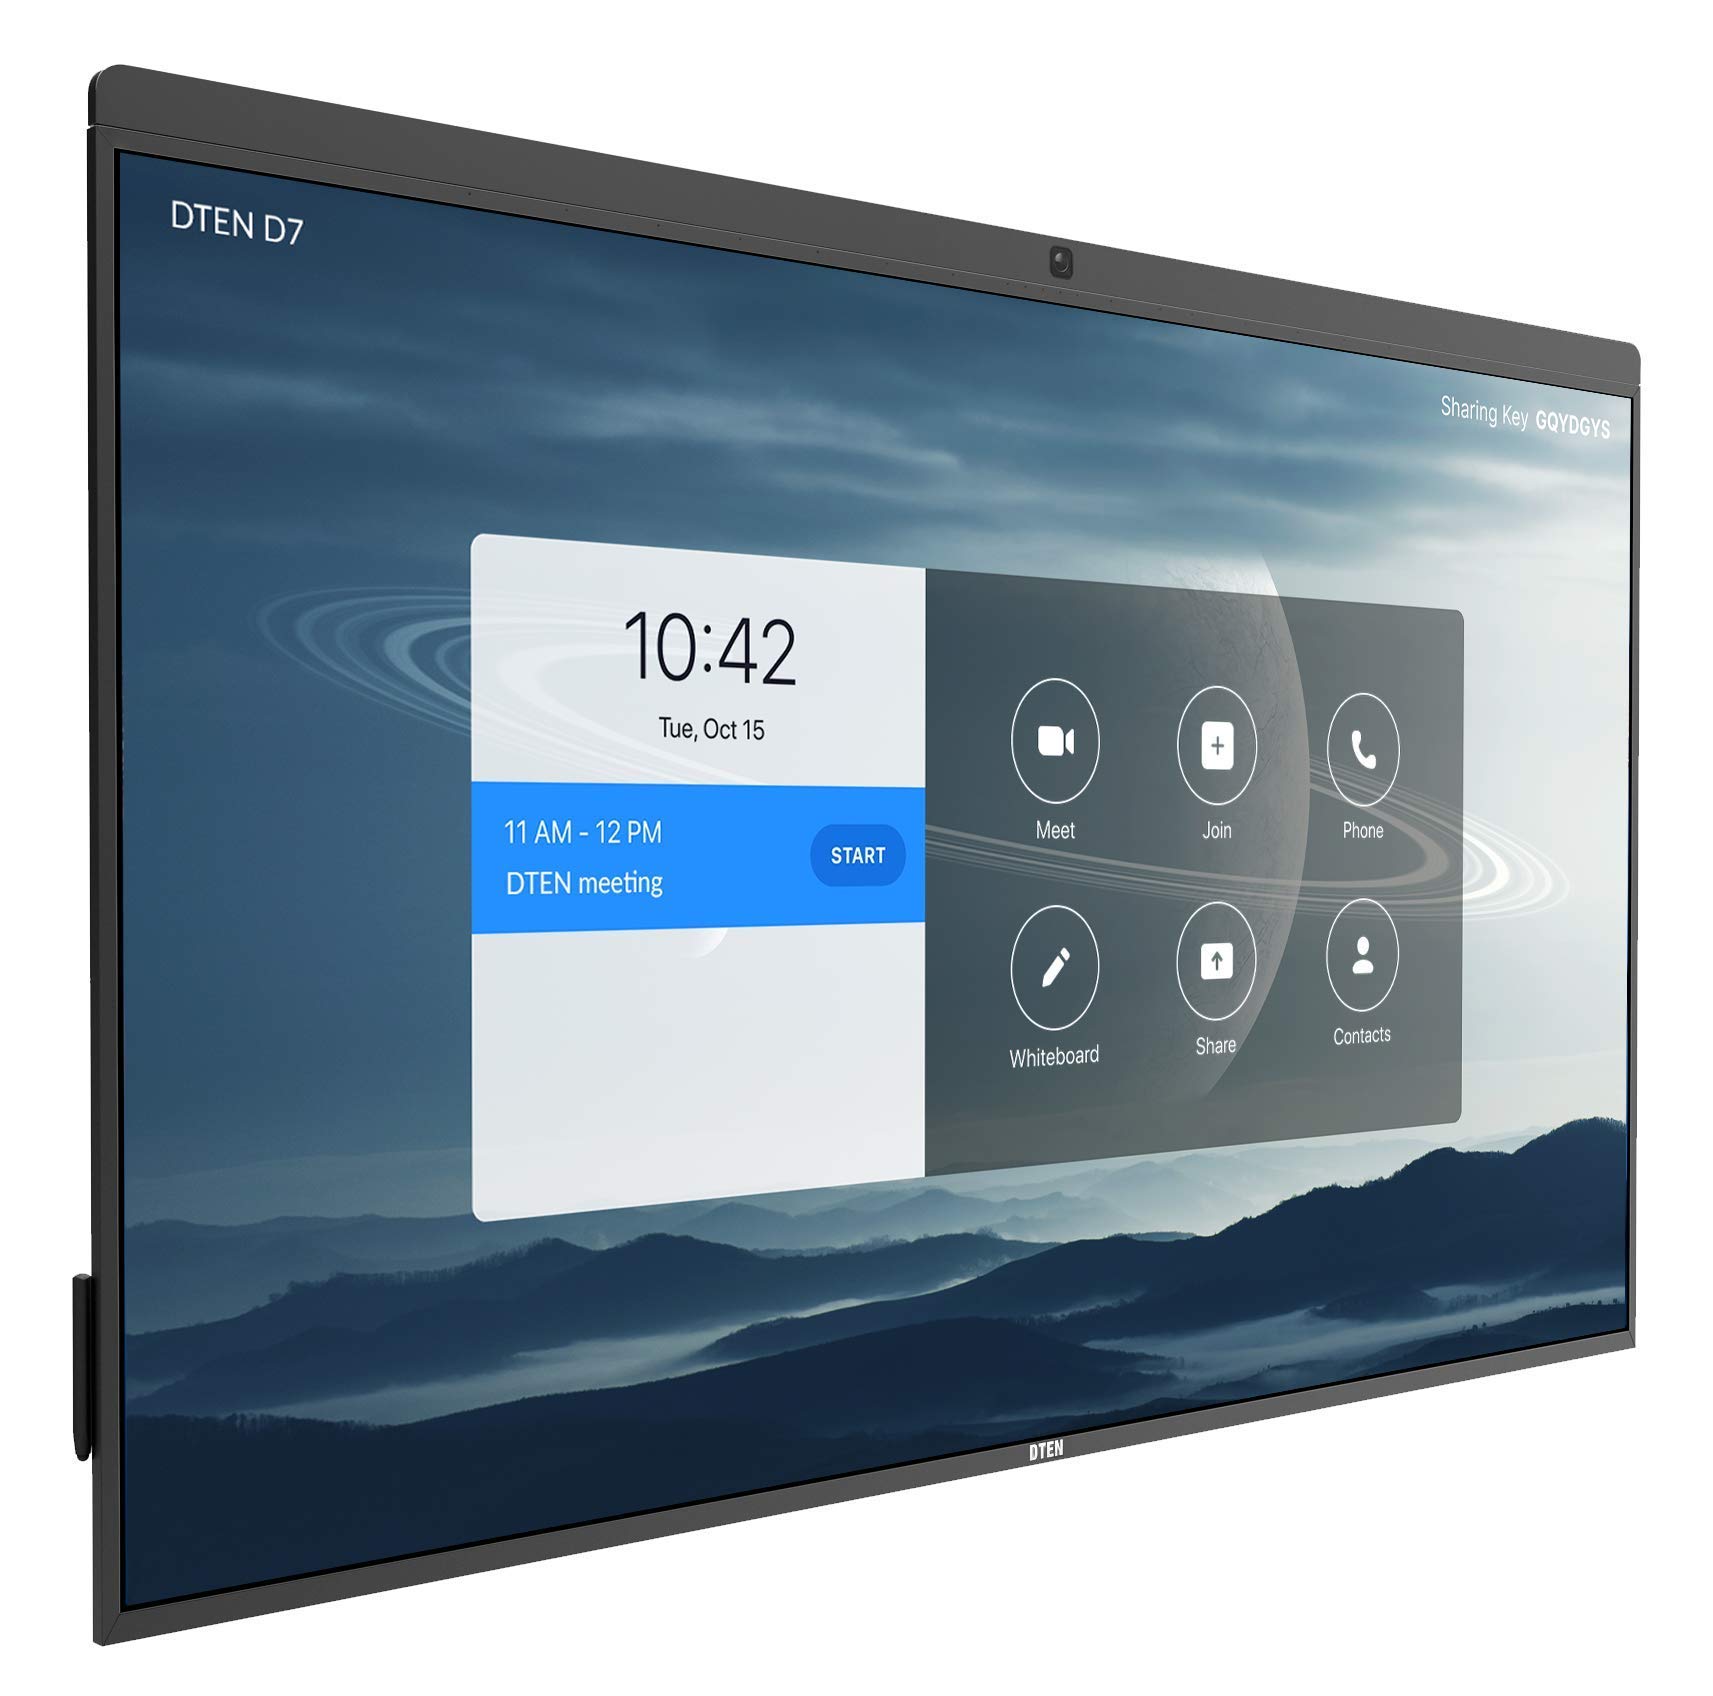 DTEN D7
Sharing Key GQYDGYS
10:42
Tue, Oct 15
11 AM - 12 PM
DTEN meeting
START
Meet
Join
Phone
Whiteboard
Share
Contacts
DTEN